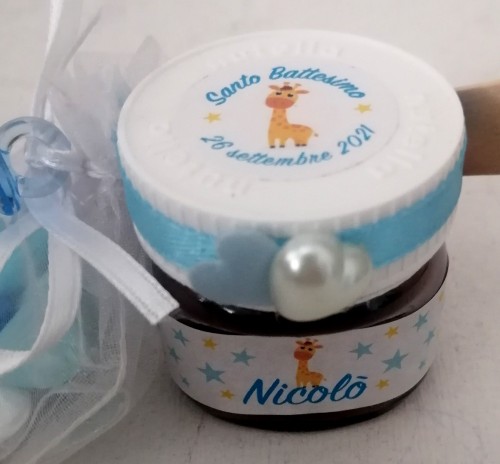 Santo Battesimo
26 settembre 2021
Nicolò